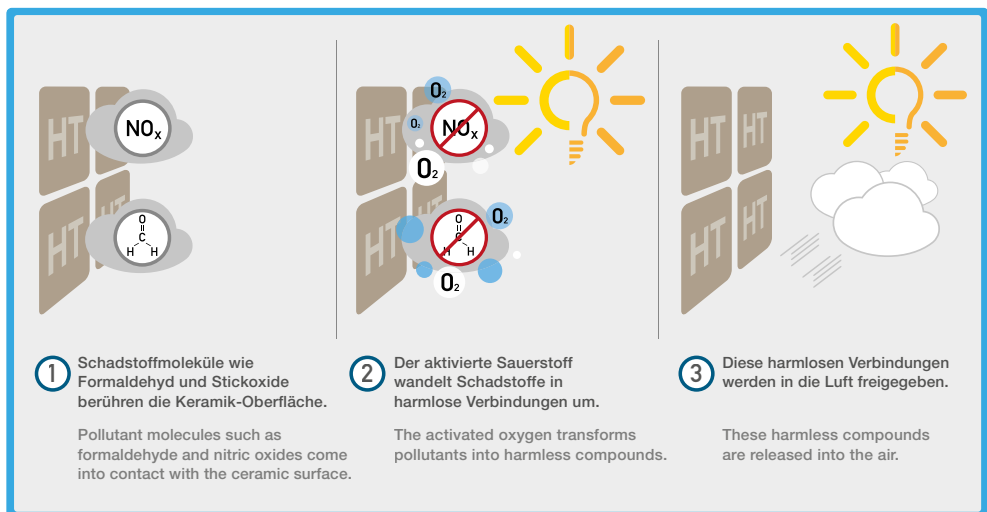 HT
HT
HT
HT
NOx
O
C
H H
O2
O2
NOx
O2
HT
HT
HT
O2
O
C
H H
O2
HT
HT
HT
HT
1
Schadstoffmoleküle wie
Formaldehyd und Stickoxide
berühren die Keramik-Oberfläche.
Pollutant molecules such as
formaldehyde and nitric oxides come
into contact with the ceramic surface.
2
Der aktivierte Sauerstoff
wandelt Schadstoffe in
harmlose Verbindungen um.
The activated oxygen transforms
pollutants into harmless compounds.
3
Diese harmlosen Verbindungen
werden in die Luft freigegeben.
These harmless compounds
are released into the air.